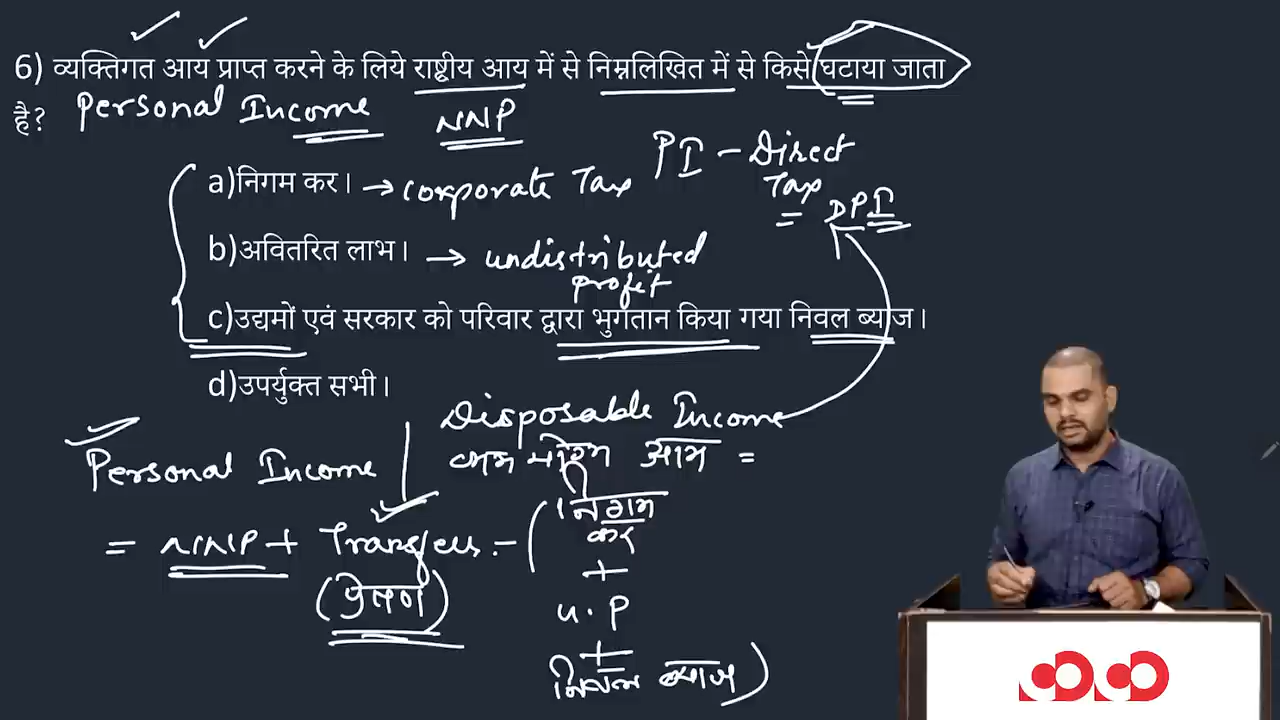 6) व्यक्तिगत आय प्राप्त करने के लिये राष्ट्रीय आय में से निम्नलिखित में से किसे घटाया जाता
है? Personal Income NNP
PI - Direct
Tax
= DPI
a)निगम कर। → corporate Tax
b)अवितरित लाभ। → undistributed
profit
c)उद्यमों एवं सरकार को परिवार द्वारा भुगतान किया गया निवल ब्याज।
d)उपर्युक्त सभी।
Disposable Income
आय =
Personal Income
= NNP + Transfers - ( निगम
कर
+
U.P
+
निवल ब्याज )